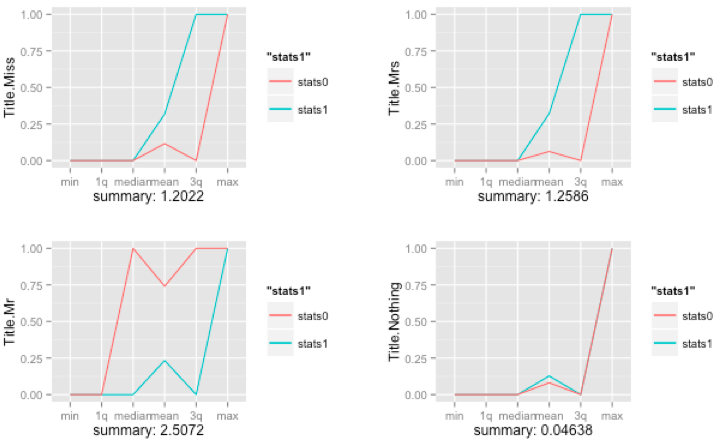 Title.Miss
1.00
0.75
0.50
0.25
0.00
min 1q median mean 3q max
summary: 1.2022
"stats1"
stats0
stats1
Title.Mrs
1.00
0.75
0.50
0.25
0.00
min 1q median mean 3q max
summary: 1.2586
"stats1"
stats0
stats1
Title.Mr
1.00
0.75
0.50
0.25
0.00
min 1q median mean 3q max
summary: 2.5072
"stats1"
stats0
stats1
Title.Nothing
1.00
0.75
0.50
0.25
0.00
min 1q median mean 3q max
summary: 0.04638
"stats1"
stats0
stats1